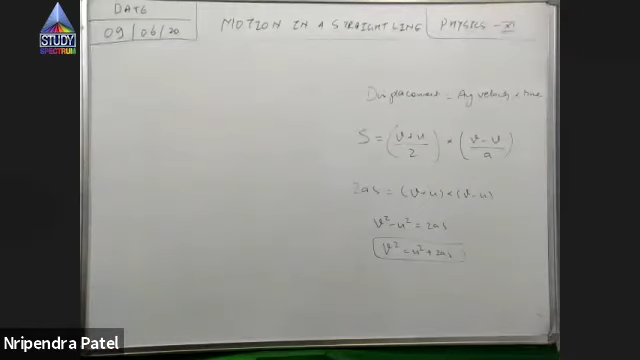 DATE
09/06/20
MOTION IN A STRAIGHT LINE
PHYSICS - XI
STUDY
SPECTRUM
Displacement = Avg velocity × time
S = (v+u/2) × (v-u/a)
2as = (v+u) × (v-u)
v² - u² = 2as
v² = u² + 2as
Nripendra Patel